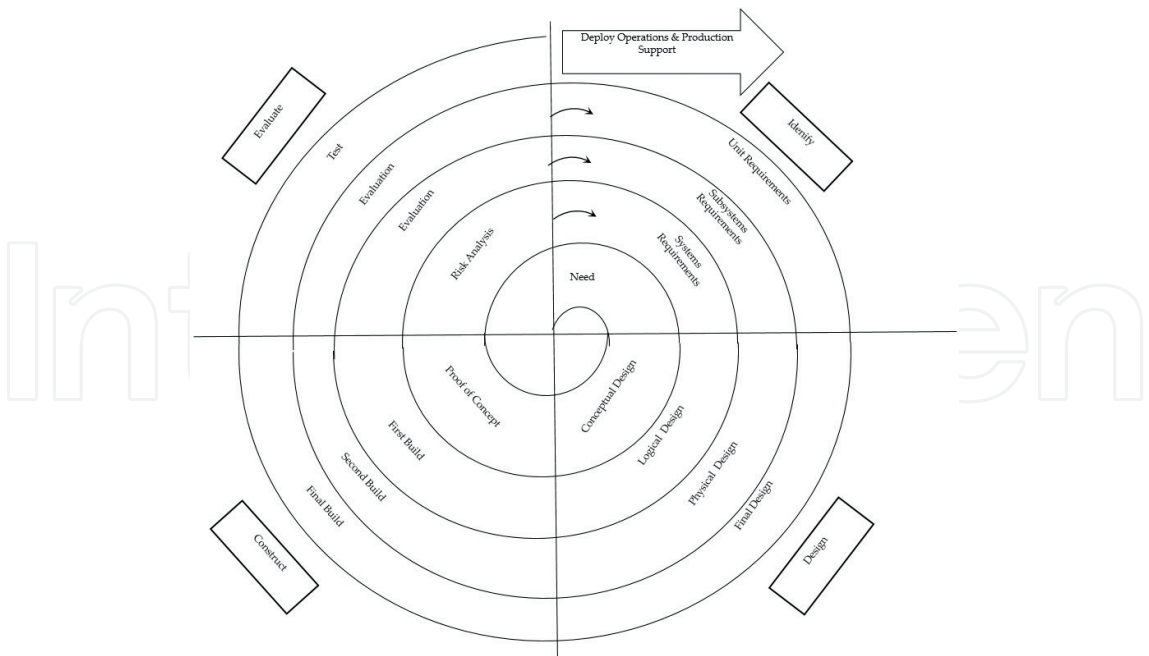 Deploy Operations & Production
Support
Evaluate
Idenify
Test
Unit Requirements
Evaluation
Subsystems
Requirements
Evaluation
Systems
Requirements
Risk Analysis
Need
Proof of Concept
Conceptual Design
First Build
Logical Design
Second Build
Physical Design
Final Build
Final Design
Construct
Design